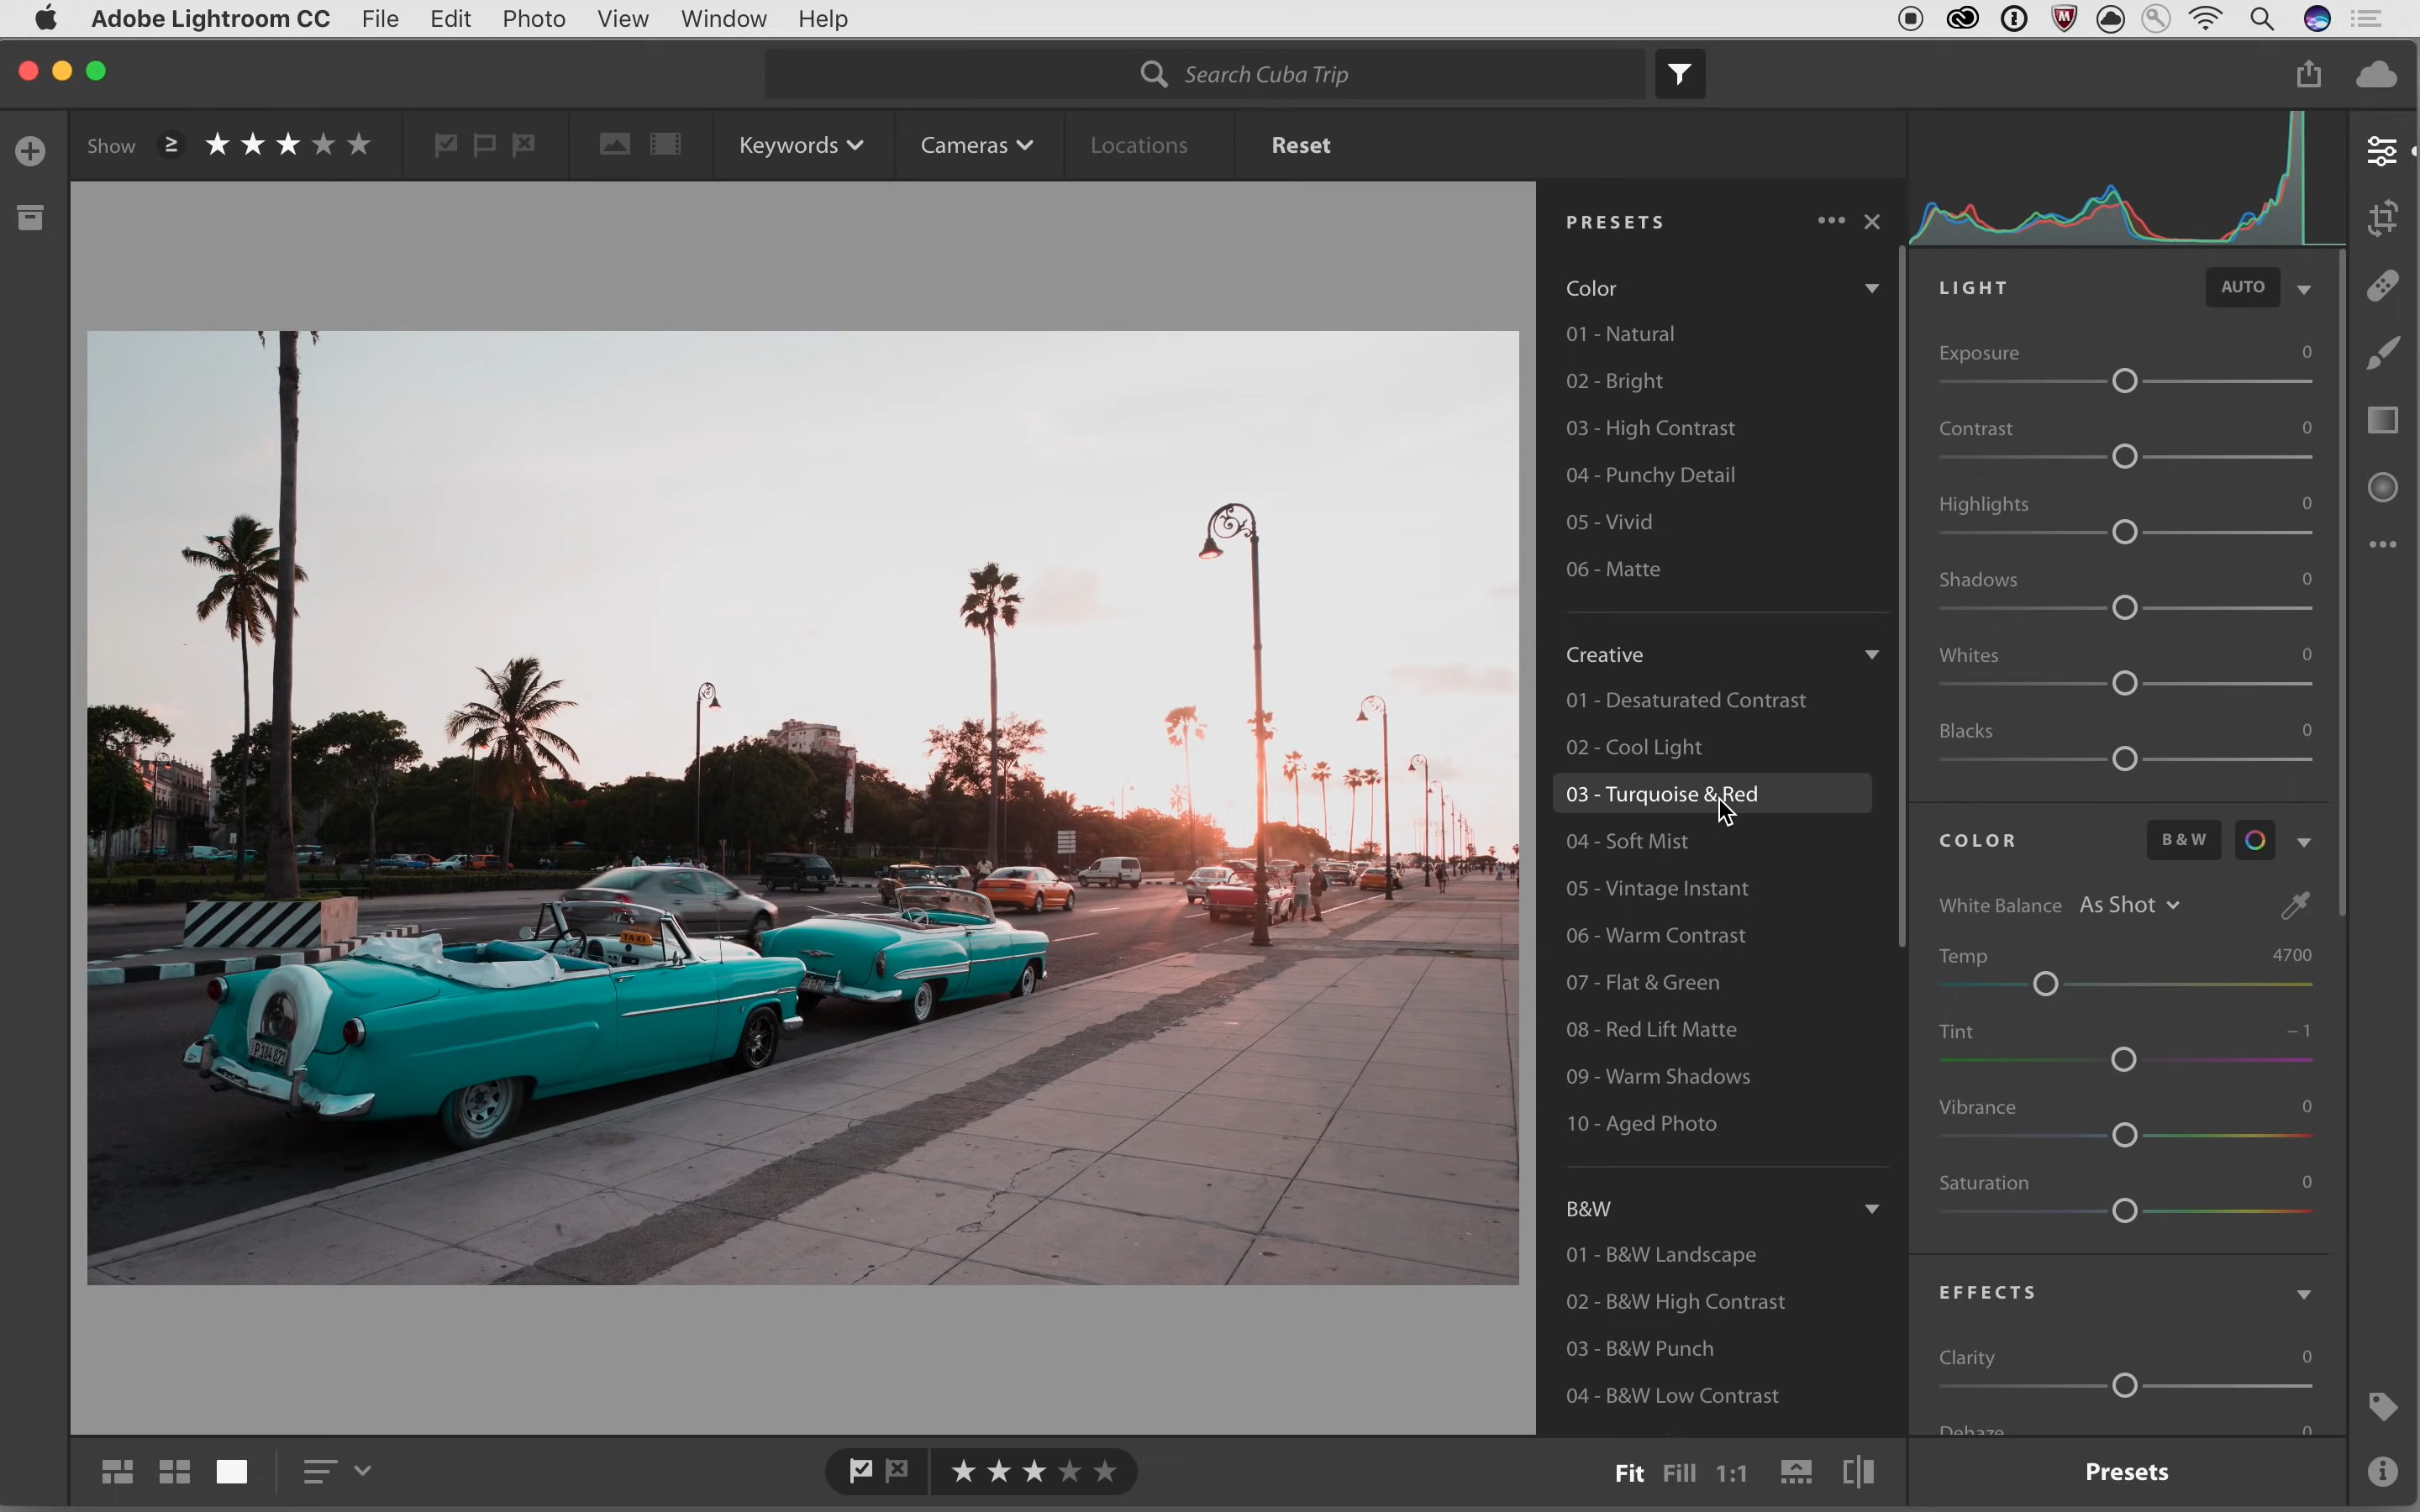 Adobe Lightroom CC File Edit Photo View Window Help
Search Cuba Trip
Show ≥ Keywords Cameras Locations Reset
PRESETS
Color
01 - Natural
02 - Bright
03 - High Contrast
04 - Punchy Detail
05 - Vivid
06 - Matte
Creative
01 - Desaturated Contrast
02 - Cool Light
03 - Turquoise & Red
04 - Soft Mist
05 - Vintage Instant
06 - Warm Contrast
07 - Flat & Green
08 - Red Lift Matte
09 - Warm Shadows
10 - Aged Photo
B&W
01 - B&W Landscape
02 - B&W High Contrast
03 - B&W Punch
04 - B&W Low Contrast
LIGHT AUTO
Exposure 0
Contrast 0
Highlights 0
Shadows 0
Whites 0
Blacks 0
COLOR B & W
White Balance As Shot
Temp 4700
Tint – 1
Vibrance 0
Saturation 0
EFFECTS
Clarity 0
Dehaze 0
TAXI
P 104 871
Fit Fill 1:1
Presets